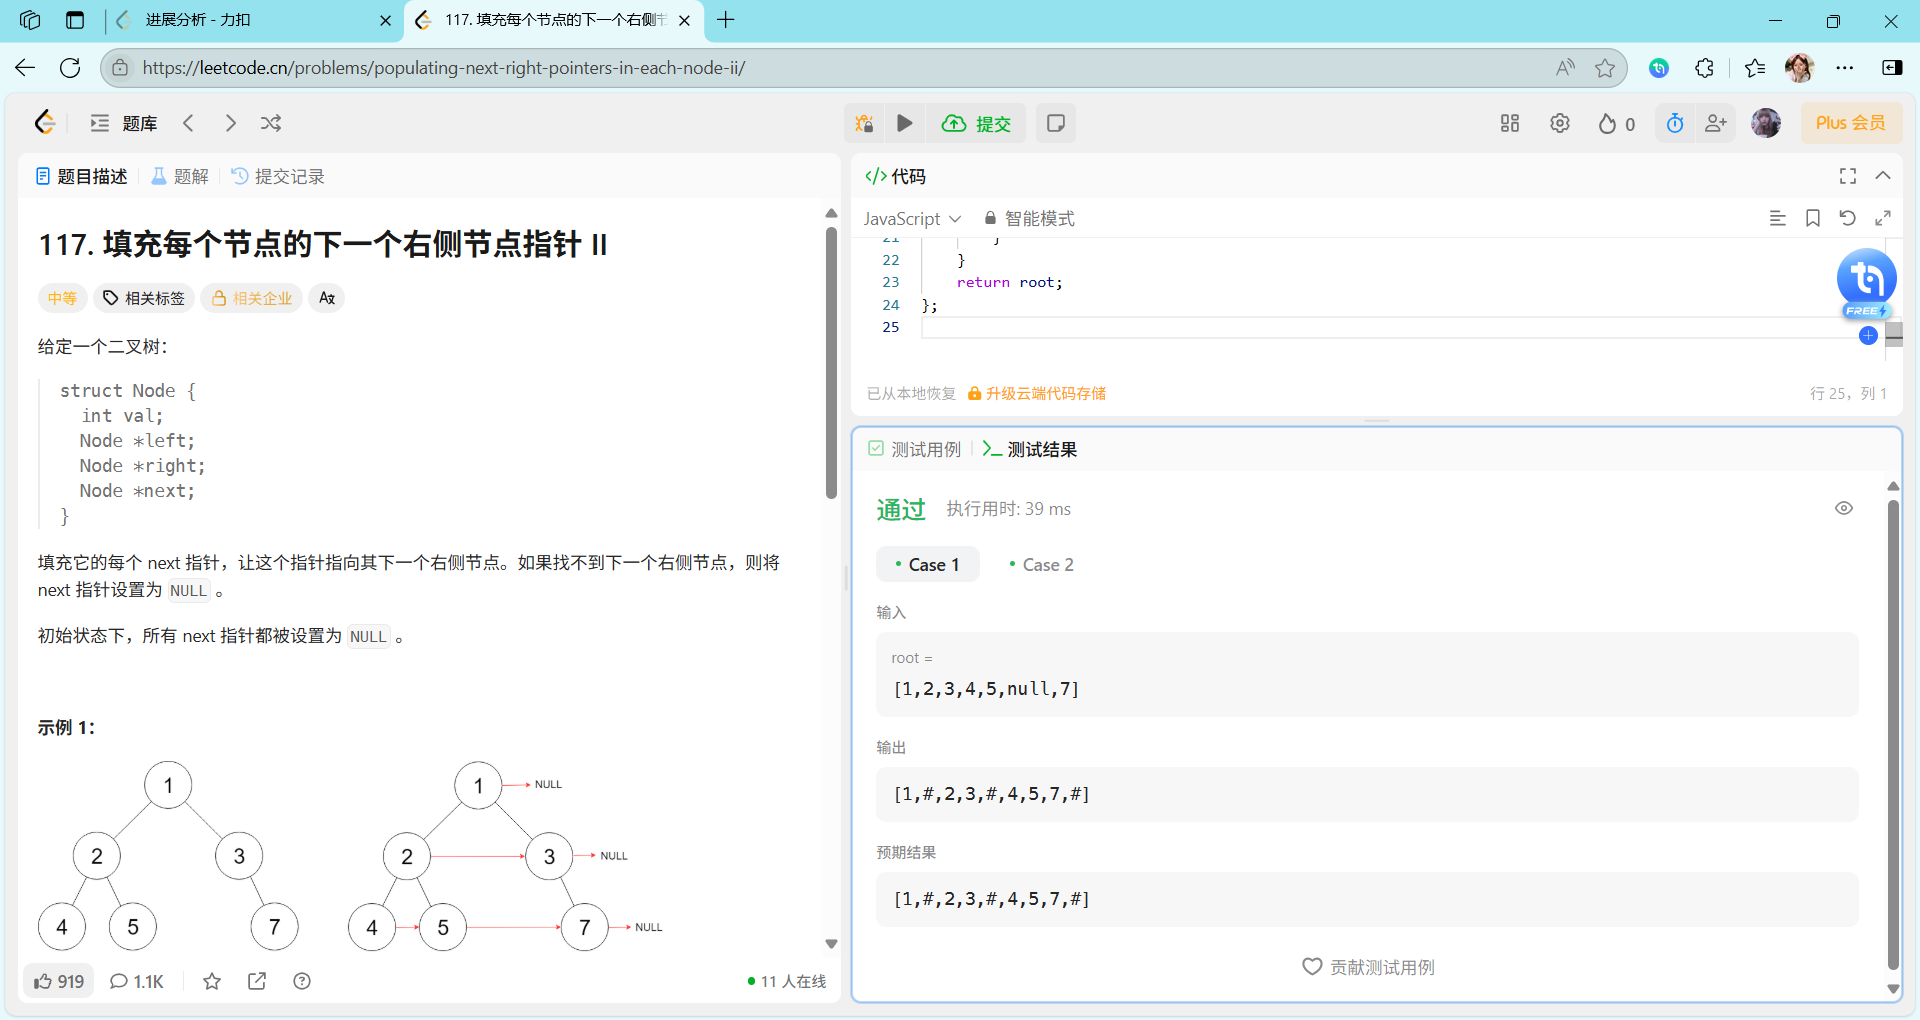 进展分析 - 力扣
117. 填充每个节点的下一个右侧节
https://leetcode.cn/problems/populating-next-right-pointers-in-each-node-ii/
题库
提交
0
Plus 会员
题目描述
题解
提交记录
117. 填充每个节点的下一个右侧节点指针 II
中等
相关标签
相关企业
给定一个二叉树：
struct Node {
int val;
Node *left;
Node *right;
Node *next;
}
填充它的每个 next 指针，让这个指针指向其下一个右侧节点。如果找不到下一个右侧节点，则将
next 指针设置为 NULL 。
初始状态下，所有 next 指针都被设置为 NULL 。
示例 1：
1
2 3
4 5 7
1 NULL
2 3 NULL
4 5 7 NULL
919
1.1K
11 人在线
</> 代码
JavaScript
智能模式
21 }
22 }
23 return root;
24 };
25
FREE
已从本地恢复
升级云端代码存储
行 25，列 1
测试用例
测试结果
通过
执行用时: 39 ms
Case 1
Case 2
输入
root =
[1,2,3,4,5,null,7]
输出
[1,#,2,3,#,4,5,7,#]
预期结果
[1,#,2,3,#,4,5,7,#]
贡献测试用例